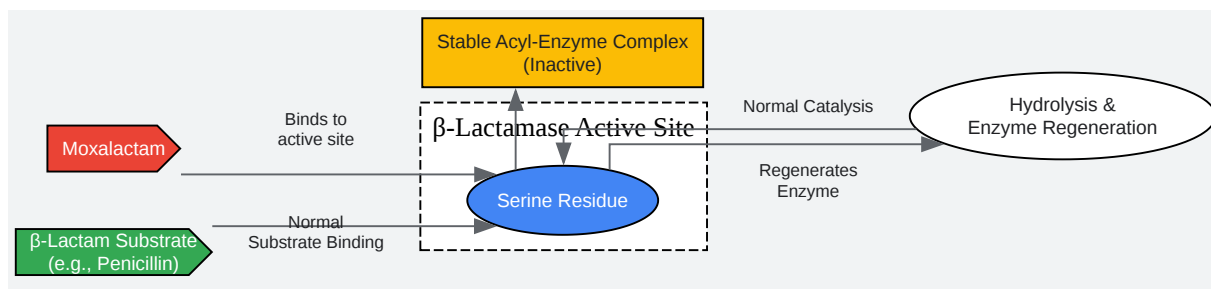 Stable Acyl-Enzyme Complex
(Inactive)
Binds to
active site
Moxalactam
β-Lactamase Active Site
Normal Catalysis
Hydrolysis &
Enzyme Regeneration
Regenerates
Enzyme
Serine Residue
Normal
Substrate Binding
β-Lactam Substrate
(e.g., Penicillin)